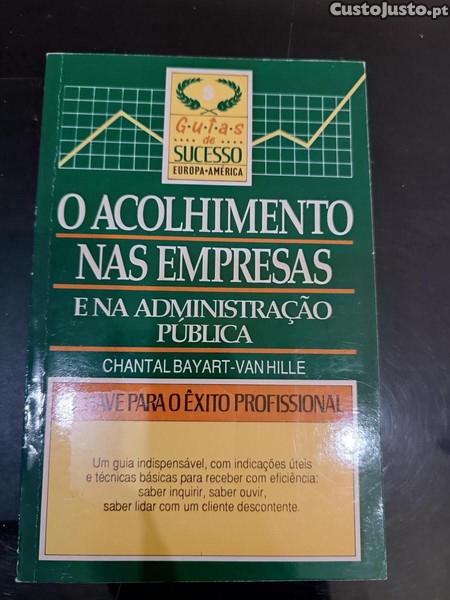 CustoJusto.pt
$
Guias
de
SUCESSO
EUROPA-AMÉRICA
O ACOLHIMENTO
NAS EMPRESAS
E NA ADMINISTRAÇÃO
PÚBLICA
CHANTAL BAYART-VAN HILLE
PARA O ÊXITO PROFISSIONAL
Um guia indispensável, com indicações úteis
e técnicas básicas para receber com eficiência:
saber inquirir, saber ouvir,
saber lidar com um cliente descontente.